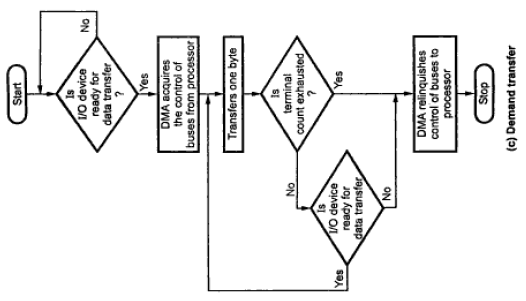 Start
Is
I/O device
ready for
data transfer
?
No
Yes
DMA acquires
the control of
buses from processor
Transfers one byte
Is
terminal
count exhausted
?
No
Yes
Is
I/O device
ready for
data transfer
Yes
No
DMA relinquishes
control of buses to
processor
Stop
(c) Demand transfer